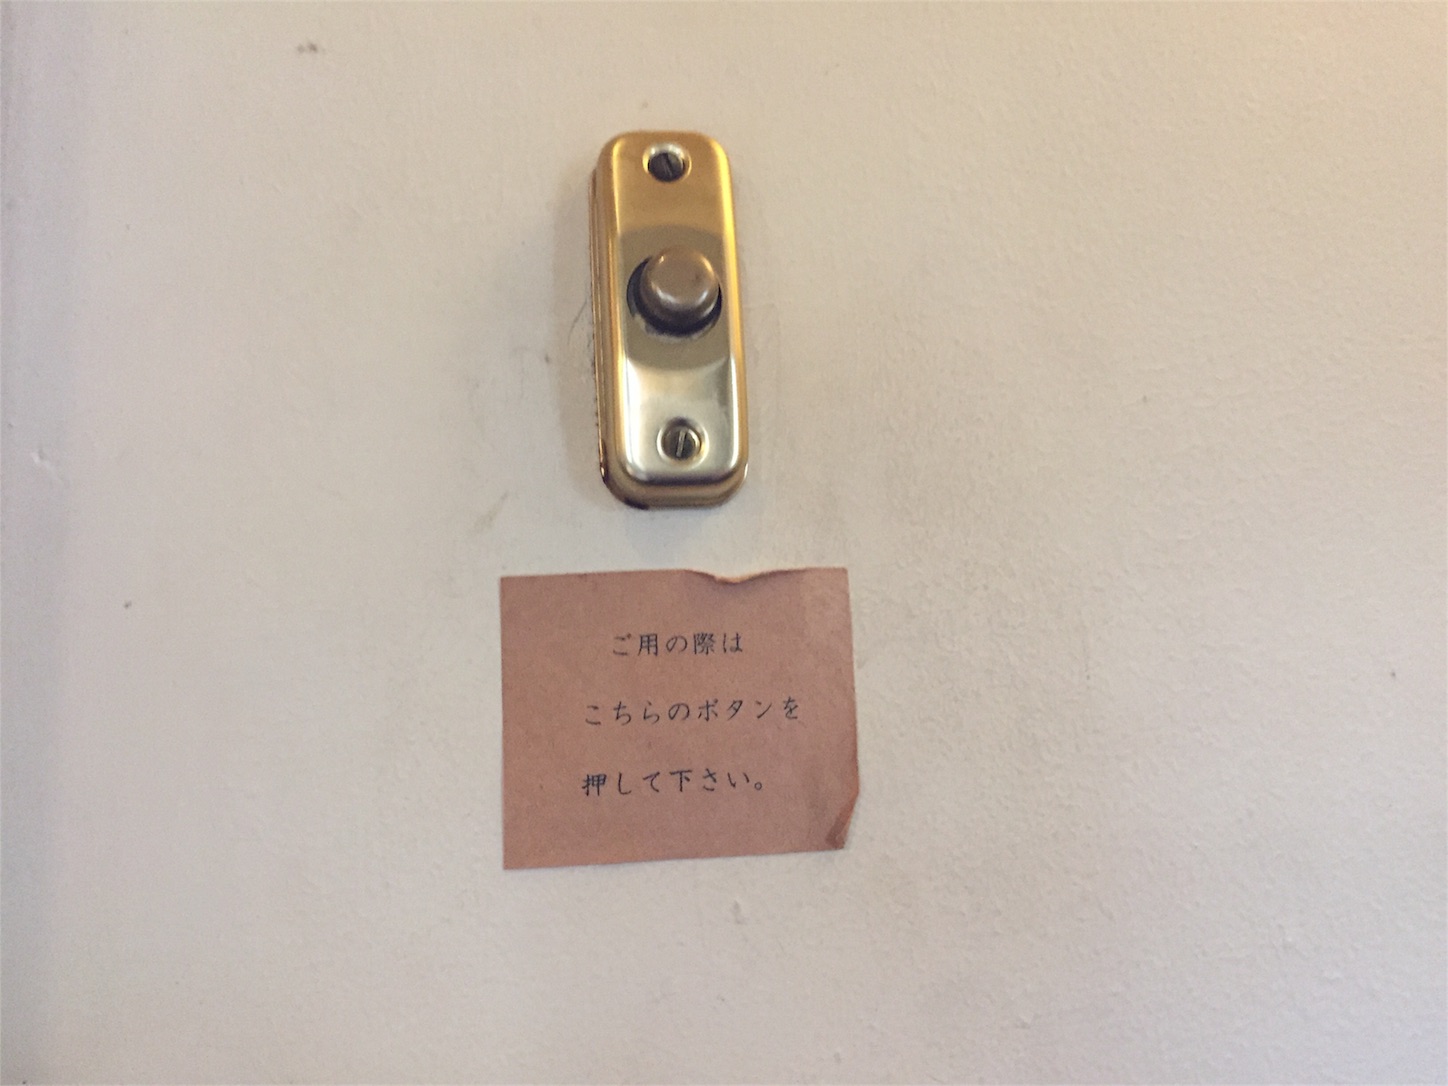 ご用の際は
こちらのボタンを
押して下さい。